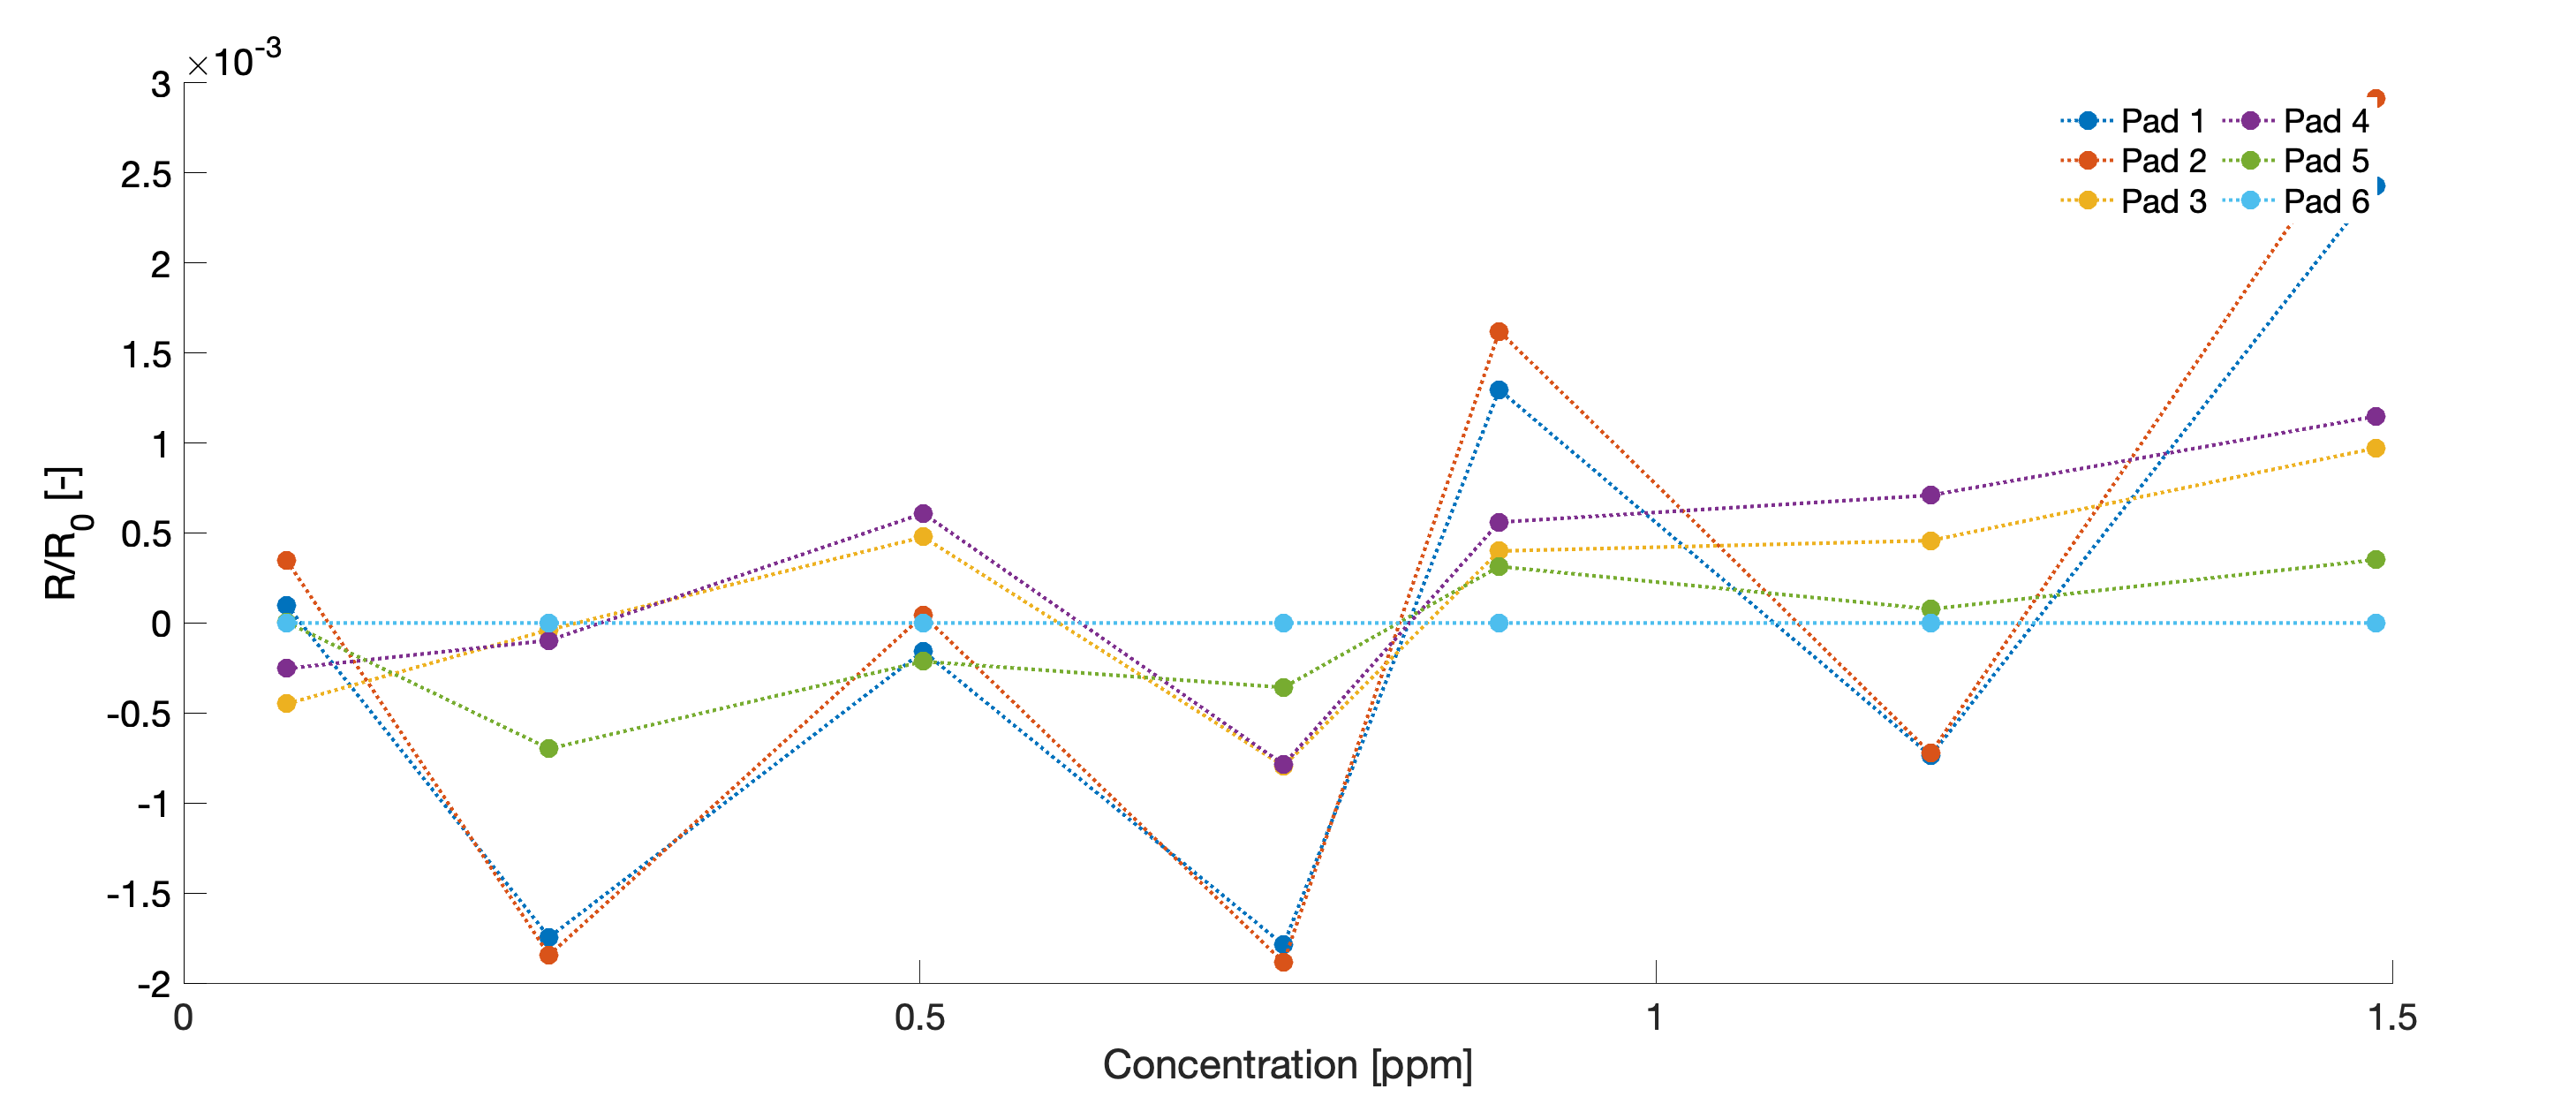 ×10⁻³
3
2.5
2
1.5
1
0.5
0
-0.5
-1
-1.5
-2
R/R₀ [-]
0 0.5 1 1.5
Concentration [ppm]
Pad 1 Pad 4
Pad 2 Pad 5
Pad 3 Pad 6